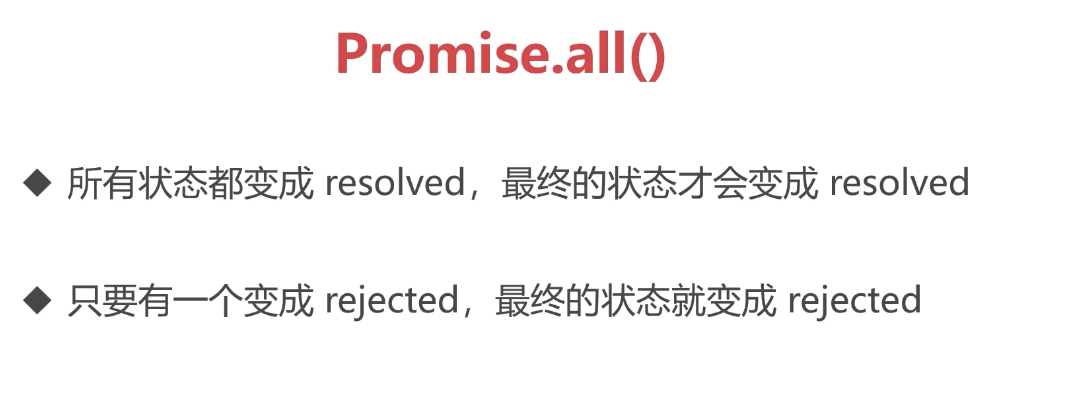 Promise.all()
◆ 所有状态都变成 resolved，最终的状态才会变成 resolved
◆ 只要有一个变成 rejected，最终的状态就变成 rejected